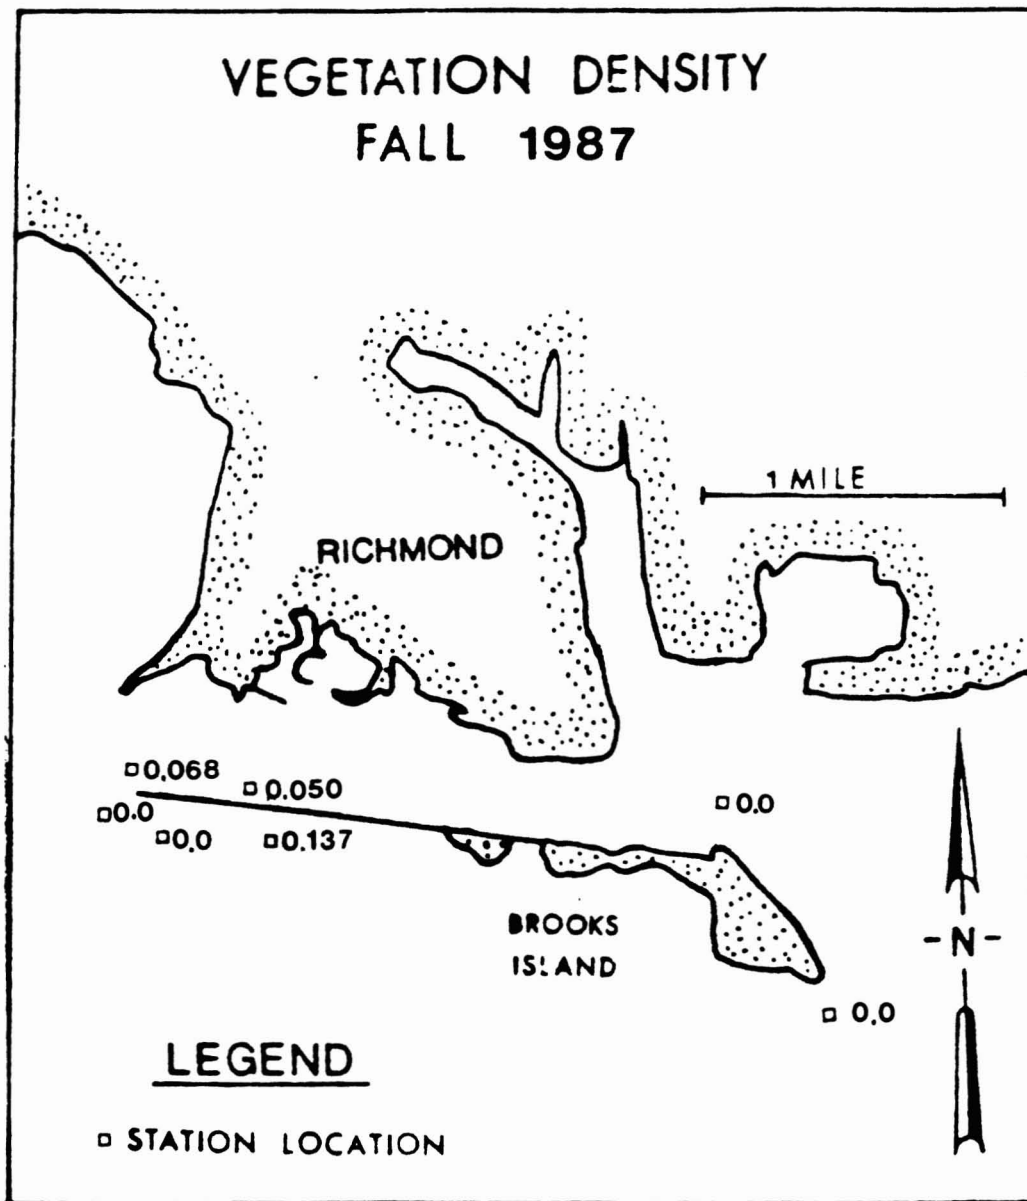 VEGETATION DENSITY
FALL 1987
1 MILE
RICHMOND
0.068
0.050
0.0
0.0
0.0
0.137
BROOKS
ISLAND
-N-
0.0
LEGEND
STATION LOCATION